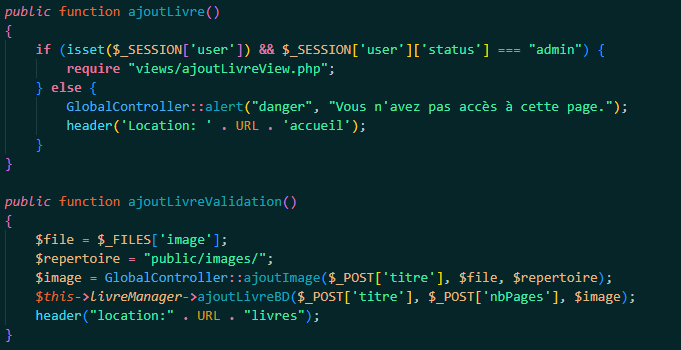 public function ajoutLivre()
{
if (isset($_SESSION['user']) && $_SESSION['user']['status'] === "admin") {
require "views/ajoutLivreView.php";
} else {
GlobalController::alert("danger", "Vous n'avez pas accès à cette page.");
header('Location: ' . URL . 'accueil');
}
}
public function ajoutLivreValidation()
{
$file = $_FILES['image'];
$repertoire = "public/images/";
$image = GlobalController::ajoutImage($_POST['titre'], $file, $repertoire);
$this->livreManager->ajoutLivreBD($_POST['titre'], $_POST['nbPages'], $image);
header("location:" . URL . "livres");
}